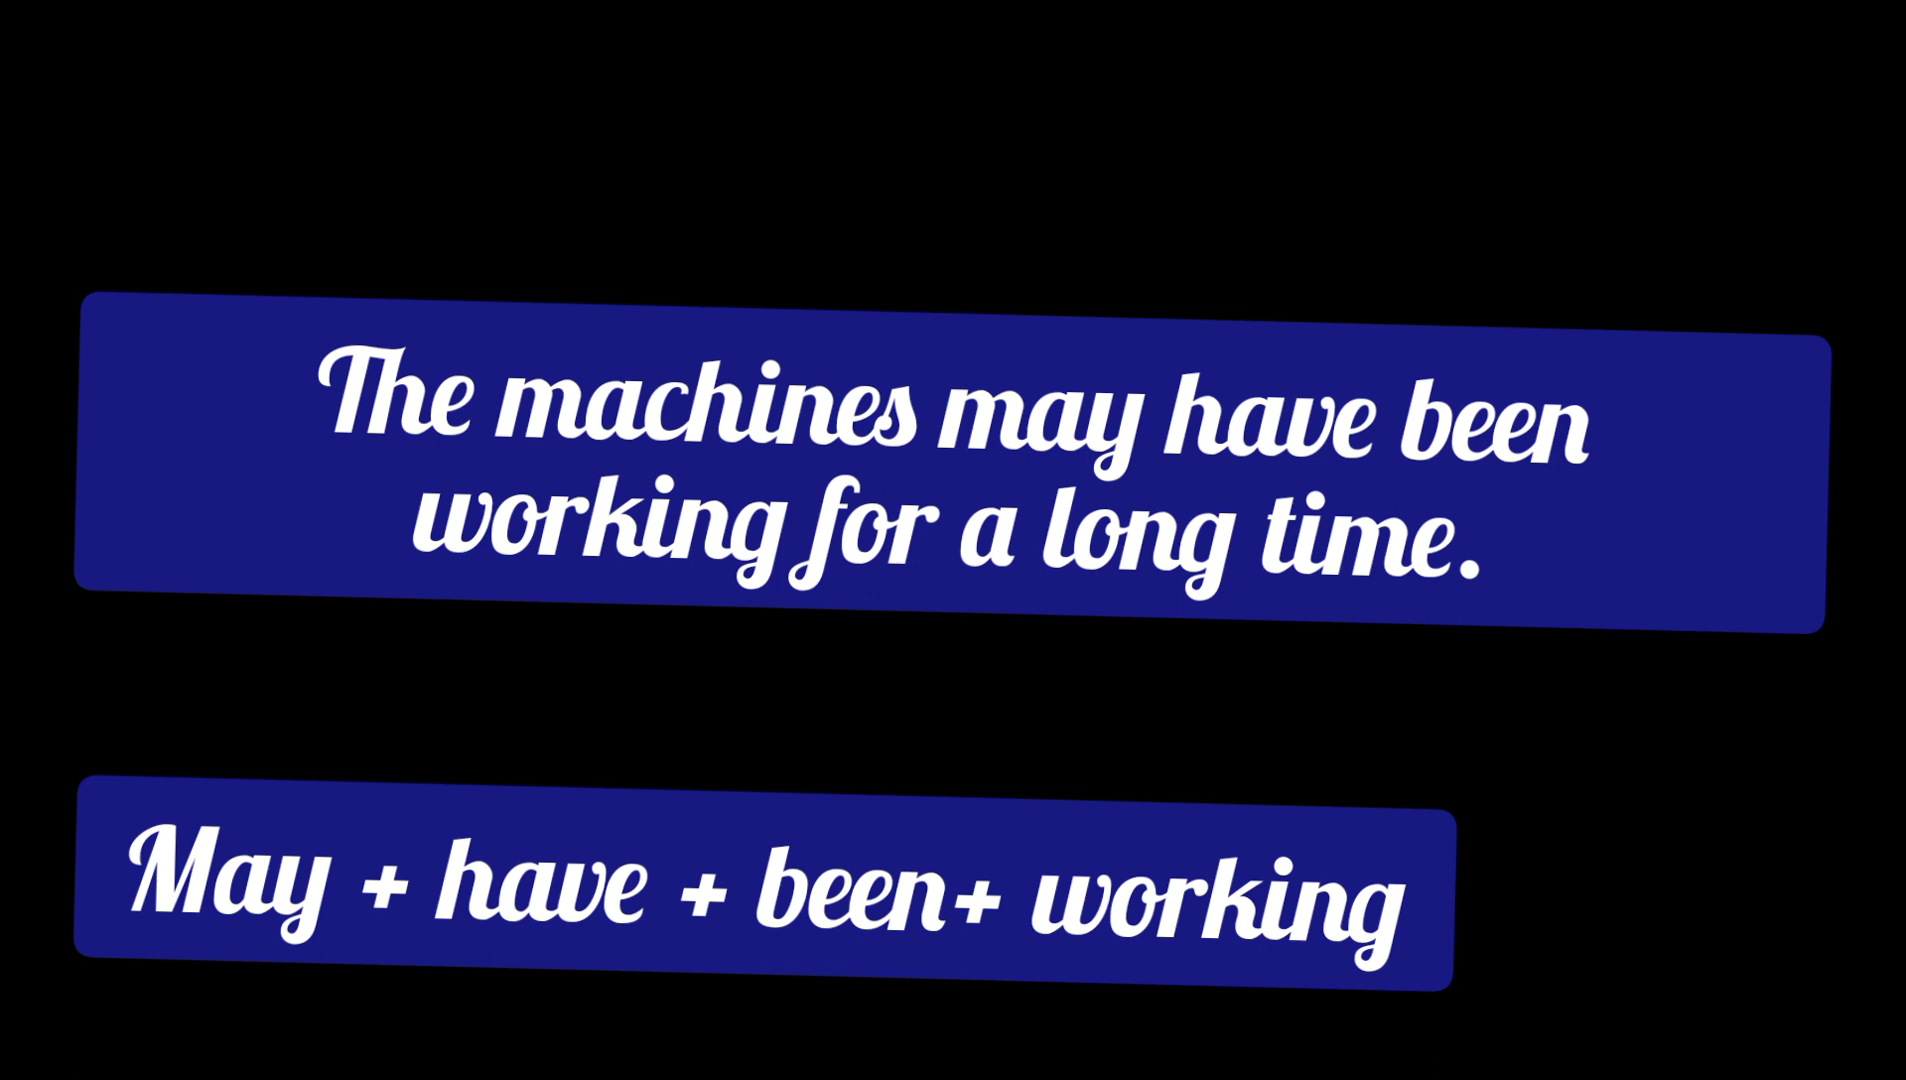 The machines may have been
working for a long time.
May + have + been+ working